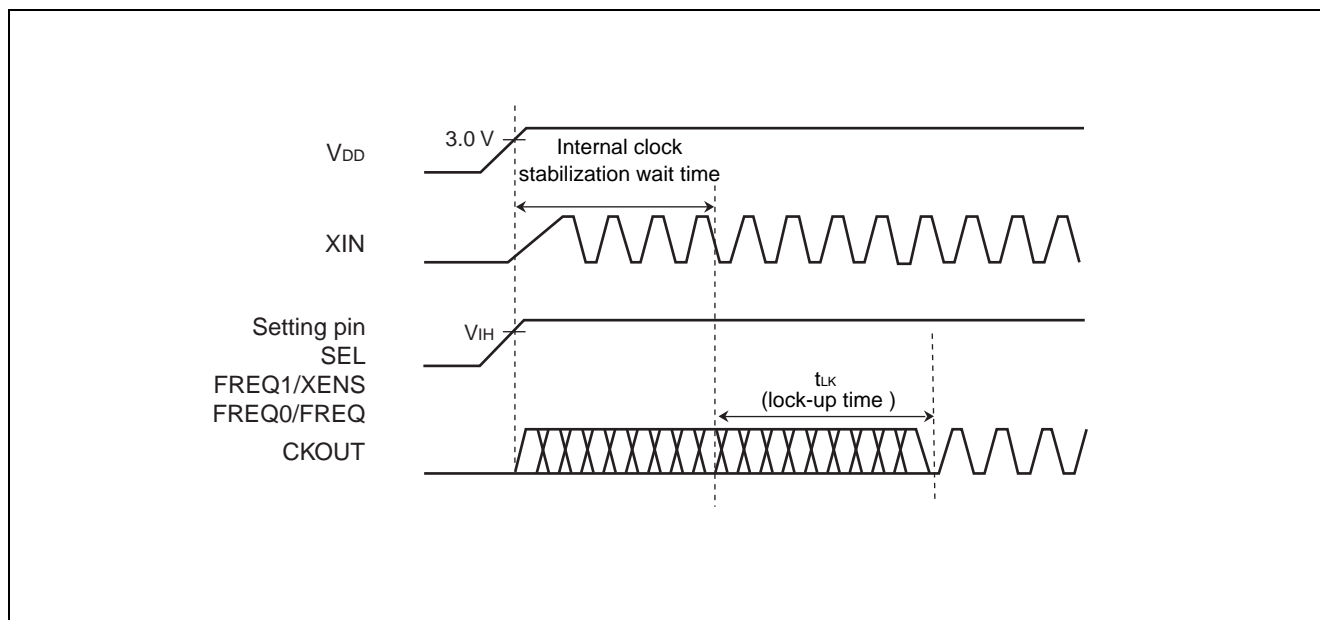 3.0 V
VDD
Internal clock
stabilization wait time
XIN
Setting pin
VIH
SEL
FREQ1/XENS
tLK
(lock-up time )
FREQ0/FREQ
CKOUT